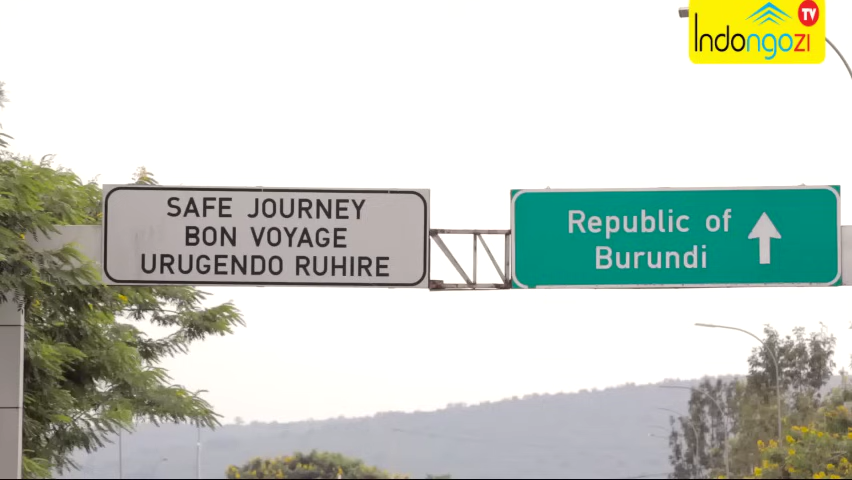 Indongozi TV
SAFE JOURNEY
BON VOYAGE
URUGENDO RUHIRE
Republic of
Burundi